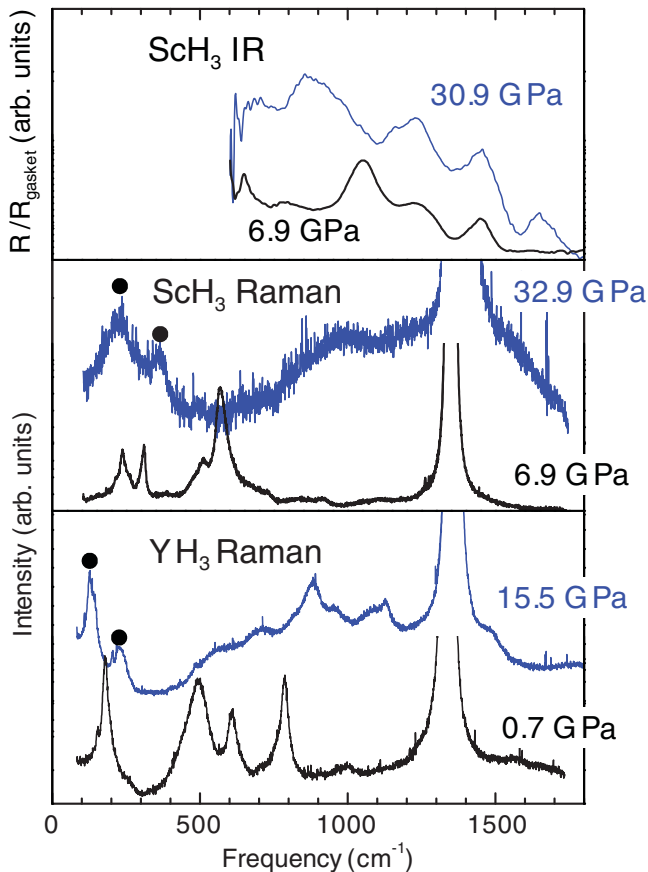 ScH₃ IR
30.9 GPa
6.9 GPa
R/R_gasket (arb. units)
ScH₃ Raman
32.9 GPa
6.9 GPa
YH₃ Raman
15.5 GPa
0.7 GPa
Intensity (arb. units)
0 500 1000 1500
Frequency (cm⁻¹)